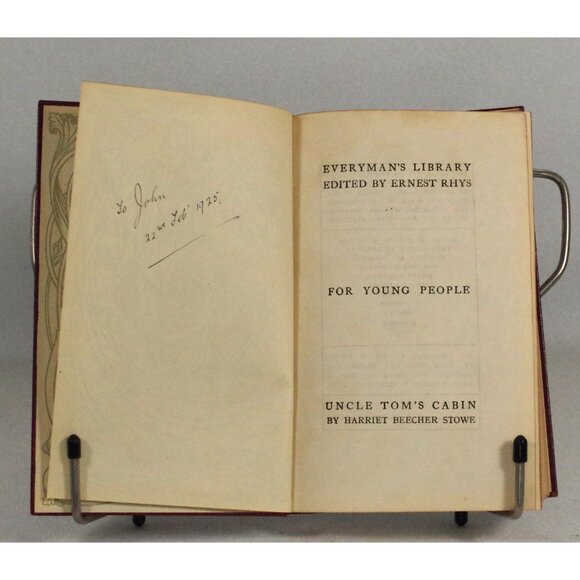 To John
22nd Feb' 1925.
EVERYMAN'S LIBRARY
EDITED BY ERNEST RHYS
FOR YOUNG PEOPLE
UNCLE TOM'S CABIN
BY HARRIET BEECHER STOWE